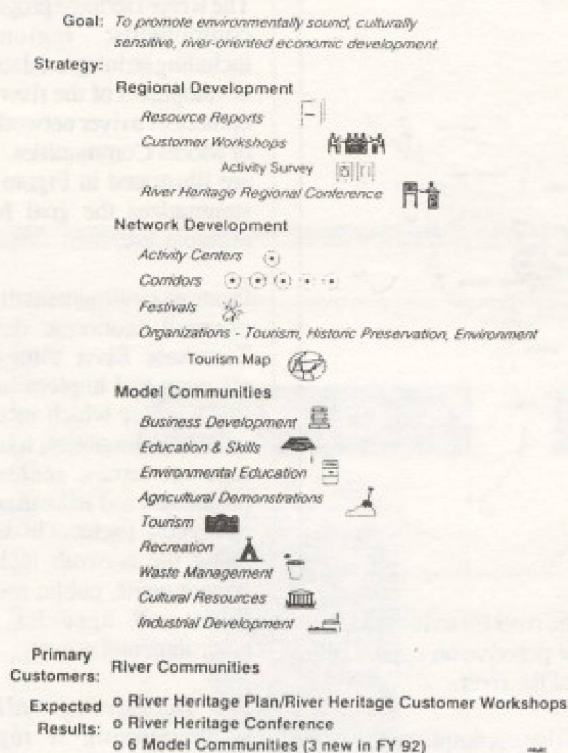 Goal: To promote environmentally sound, culturally
sensitive, river-oriented economic development.
Strategy:
Regional Development
Resource Reports
Customer Workshops
Activity Survey
River Heritage Regional Conference
Network Development
Activity Centers
Corridors
Festivals
Organizations - Tourism, Historic Preservation, Environment
Tourism Map
Model Communities
Business Development
Education & Skills
Environmental Education
Agricultural Demonstrations
Tourism
Recreation
Waste Management
Cultural Resources
Industrial Development
Primary
Customers: River Communities
Expected
Results:
o River Heritage Plan/River Heritage Customer Workshops
o River Heritage Conference
o 6 Model Communities (3 new in FY 92)